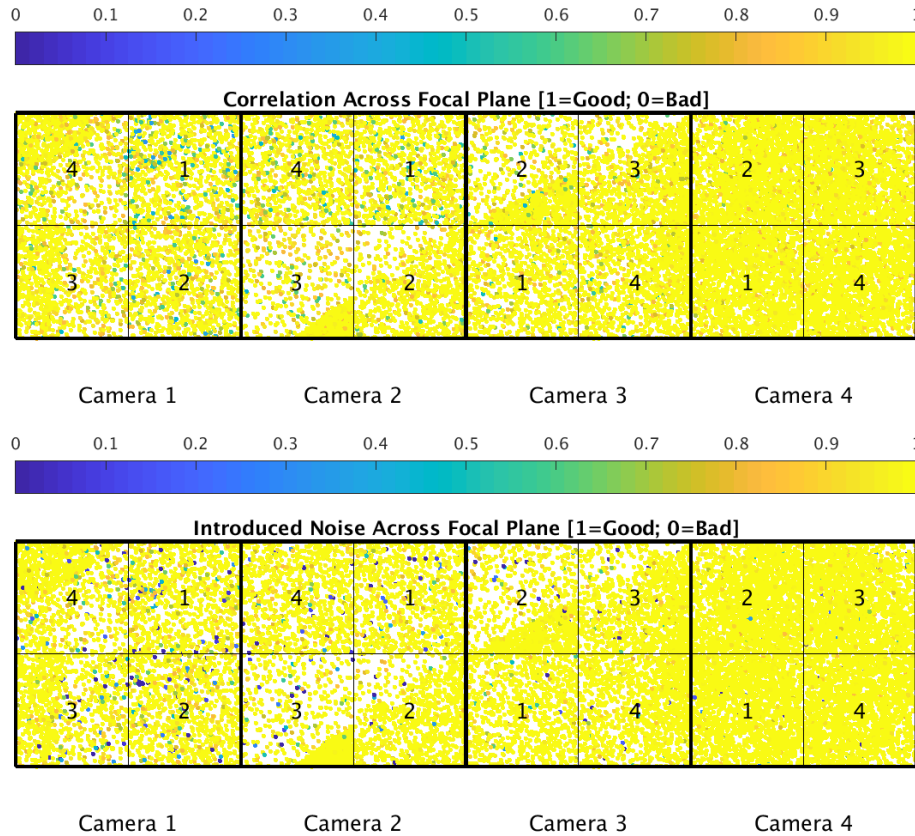 0 0.1 0.2 0.3 0.4 0.5 0.6 0.7 0.8 0.9
Correlation Across Focal Plane [1=Good; 0=Bad]
4 1 4 1 2 3 2 3
3 2 3 2 1 4 1 4
Camera 1 Camera 2 Camera 3 Camera 4
0 0.1 0.2 0.3 0.4 0.5 0.6 0.7 0.8 0.9
Introduced Noise Across Focal Plane [1=Good; 0=Bad]
4 1 4 1 2 3 2 3
3 2 3 2 1 4 1 4
Camera 1 Camera 2 Camera 3 Camera 4